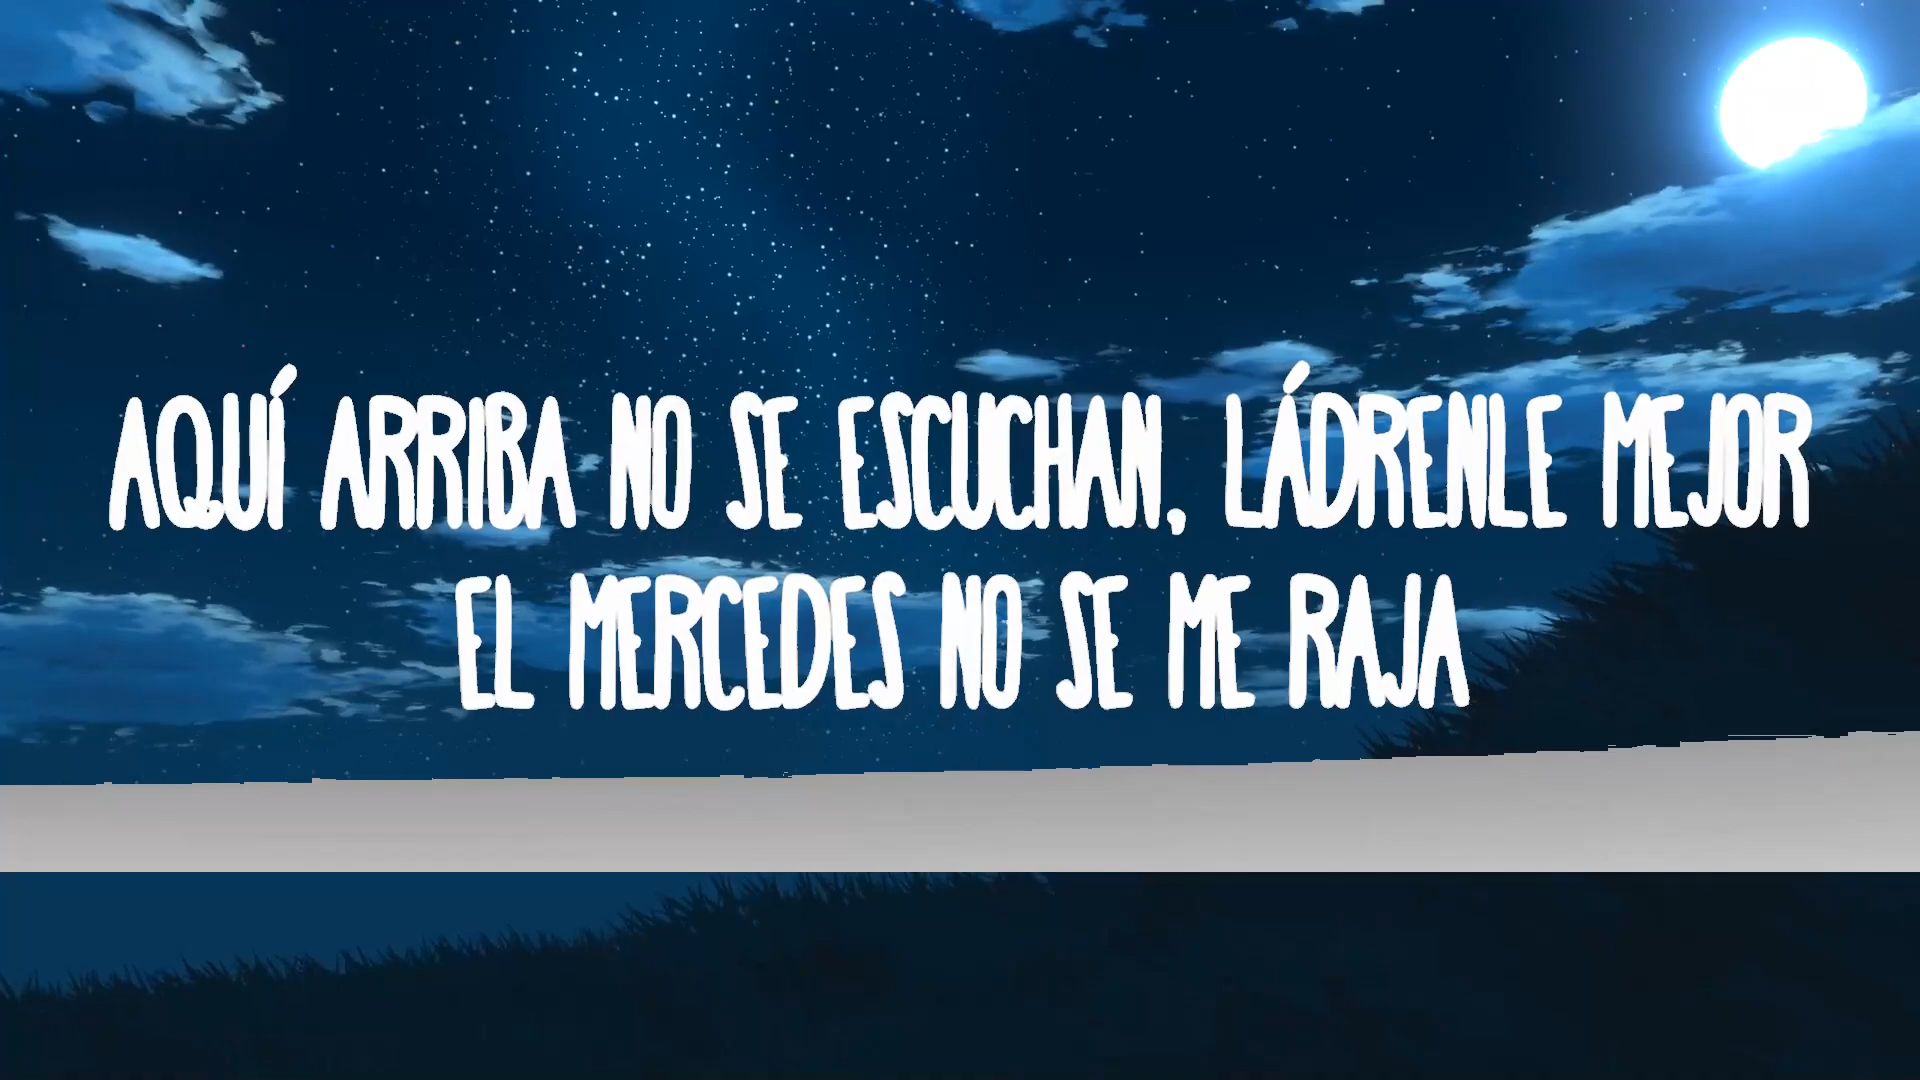 AQUÍ ARRIBA NO SE ESCUCHAN, LÁDRENLE MEJOR
EL MERCEDES NO SE ME RAJA